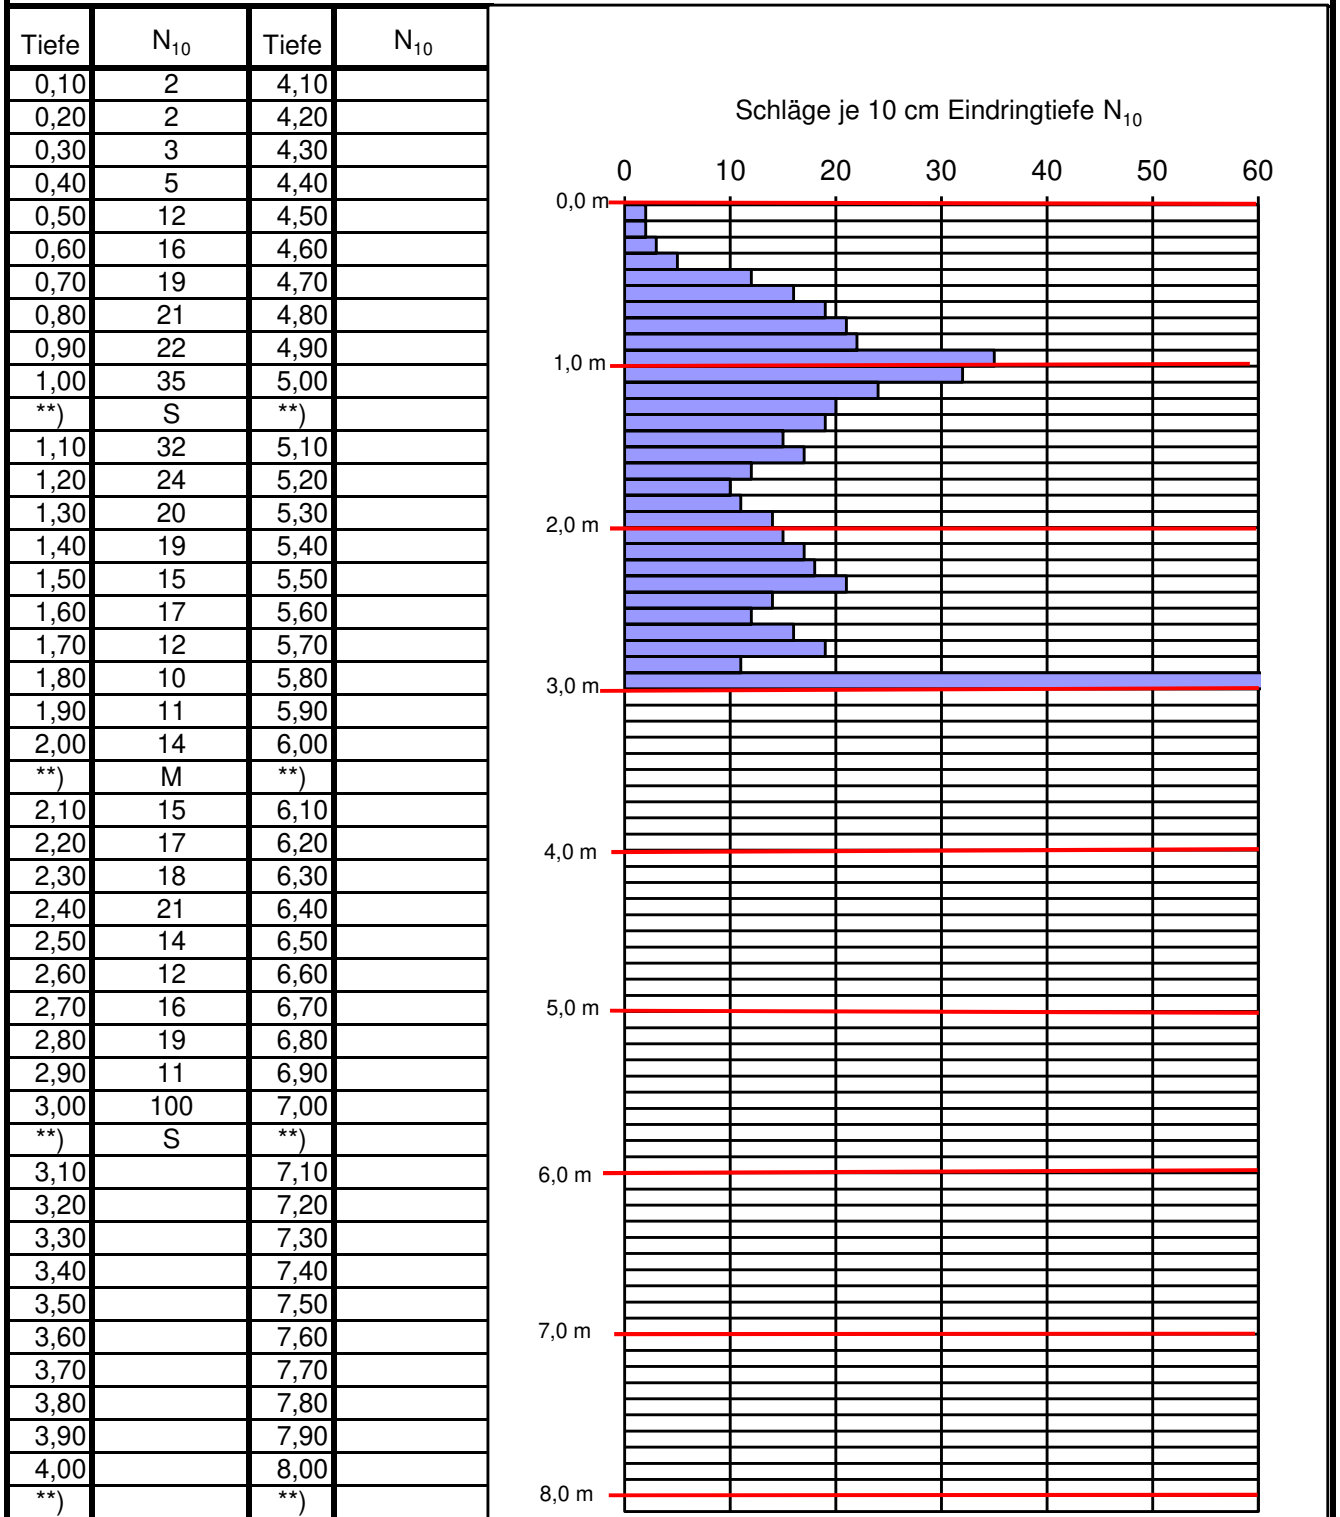 Tiefe N10 Tiefe N10
0,10 2 4,10
0,20 2 4,20
0,30 3 4,30
0,40 5 4,40
0,50 12 4,50
0,60 16 4,60
0,70 19 4,70
0,80 21 4,80
0,90 22 4,90
1,00 35 5,00
**) S **)
1,10 32 5,10
1,20 24 5,20
1,30 20 5,30
1,40 19 5,40
1,50 15 5,50
1,60 17 5,60
1,70 12 5,70
1,80 10 5,80
1,90 11 5,90
2,00 14 6,00
**) M **)
2,10 15 6,10
2,20 17 6,20
2,30 18 6,30
2,40 21 6,40
2,50 14 6,50
2,60 12 6,60
2,70 16 6,70
2,80 19 6,80
2,90 11 6,90
3,00 100 7,00
**) S **)
3,10 7,10
3,20 7,20
3,30 7,30
3,40 7,40
3,50 7,50
3,60 7,60
3,70 7,70
3,80 7,80
3,90 7,90
4,00 8,00
**) **)
Schläge je 10 cm Eindringtiefe N10
0 10 20 30 40 50 60
0,0 m
1,0 m
2,0 m
3,0 m
4,0 m
5,0 m
6,0 m
7,0 m
8,0 m